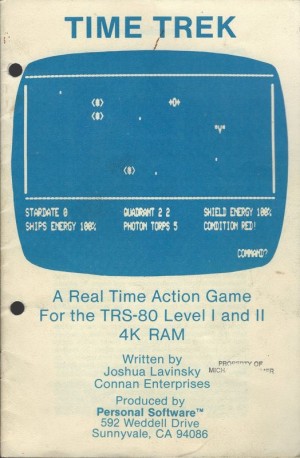 TIME TREK
STARDATE 0 QUADRANT 2 2 SHIELD ENERGY 100%
SHIPS ENERGY 100% PHOTON TORPS 5 CONDITION RED!
COMMAND?
A Real Time Action Game
For the TRS-80 Level I and II
4K RAM
Written by
Joshua Lavinsky
Connan Enterprises
PROPERTY OF
MICH
Produced by
Personal Software™
592 Weddell Drive
Sunnyvale, CA 94086